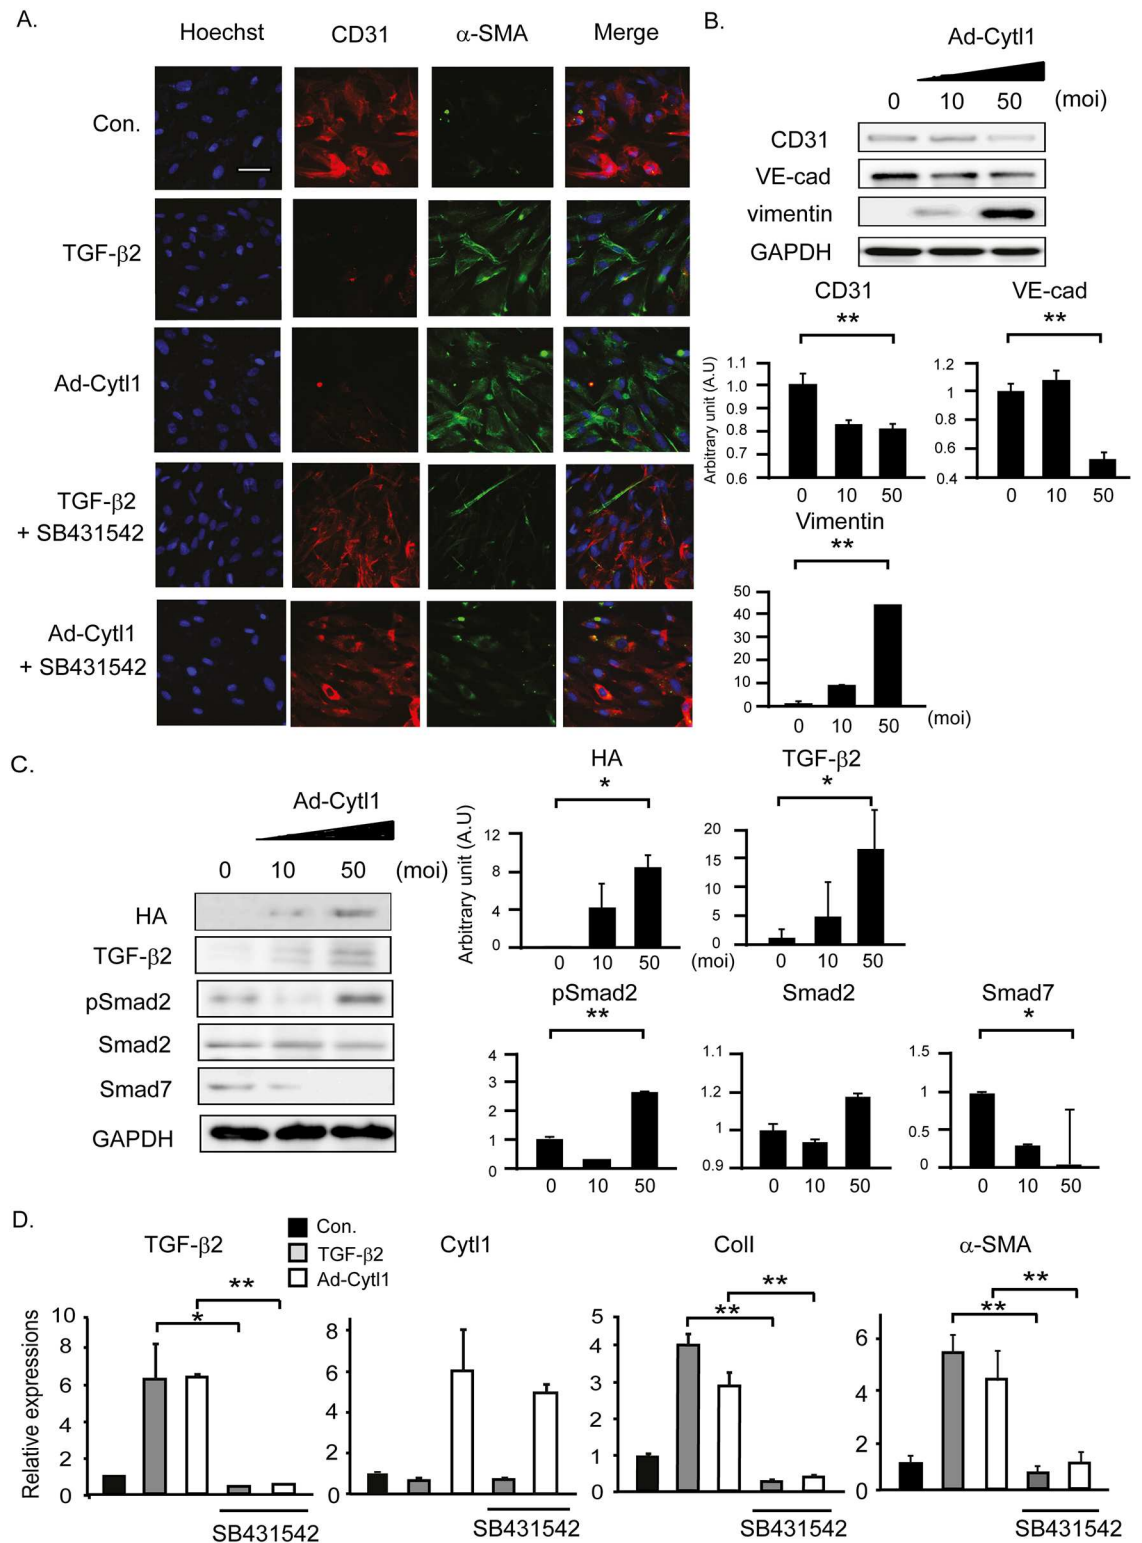 A.
Hoechst CD31 α-SMA Merge
Con.
TGF-β2
Ad-Cytl1
TGF-β2
+ SB431542
Ad-Cytl1
+ SB431542
B.
Ad-Cytl1
0 10 50 (moi)
CD31
VE-cad
vimentin
GAPDH
CD31 VE-cad
** **
Arbitrary unit (A.U)
1.1
1.0
0.9
0.8
0.7
0.6
0 10 50
1.2
1.0
0.8
0.6
0.4
0 10 50
Vimentin
**
50
40
30
20
10
0
0 10 50 (moi)
C.
Ad-Cytl1
0 10 50 (moi)
HA
TGF-β2
pSmad2
Smad2
Smad7
GAPDH
HA TGF-β2
* *
Arbitrary unit (A.U)
12
8
4
0
0 10 50 (moi)
20
15
10
5
0
0 10 50
pSmad2 Smad2 Smad7
** *
4
3
2
1
0
0 10 50
1.1
1.2
1
0.9
0 10 50
1.5
1
0.5
0
0 10 50
D.
Con.
TGF-β2
Ad-Cytl1
TGF-β2 Cytl1 ColI α-SMA
Relative expressions
* **
10
8
6
4
2
0
SB431542
8
6
4
2
0
SB431542
** **
5
4
3
2
1
0
SB431542
** **
6
4
2
0
SB431542